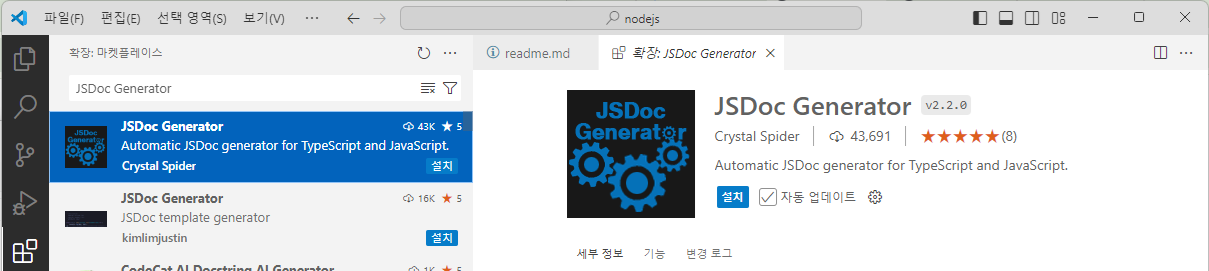 파일(F) 편집(E) 선택 영역(S) 보기(V) ··· nodejs
확장: 마켓플레이스
readme.md
확장: JSDoc Generator
JSDoc Generator
JSDoc Generator 43K ★ 5
Automatic JSDoc generator for TypeScript and JavaScript.
Crystal Spider 설치
JSDoc Generator 16K ★ 5
JSDoc template generator
kimlimjustin 설치
CodeCat AI Docstring AI Generator 1K ★ 5
JSDoc
Generator
JSDoc Generator v2.2.0
Crystal Spider 43,691 ★★★★★(8)
Automatic JSDoc generator for TypeScript and JavaScript.
설치 자동 업데이트
세부 정보 기능 변경 로그